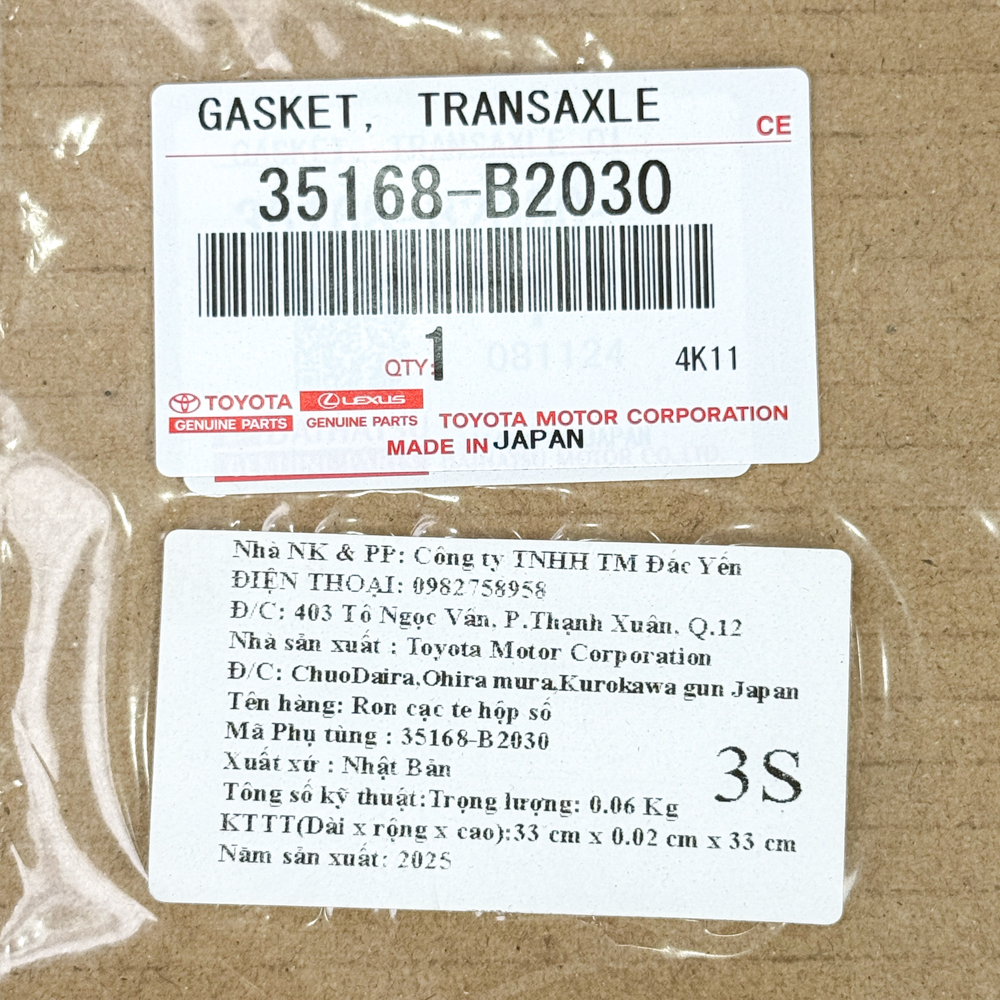 GASKET, TRANSAXLE
CE
35168-B2030
QTY: 1
081124
4K11
TOYOTA
GENUINE PARTS
LEXUS
GENUINE PARTS
TOYOTA MOTOR CORPORATION
MADE IN JAPAN
Nhà NK & PP: Công ty TNHH TM Đắc Yến
ĐIỆN THOẠI: 0982758958
Đ/C: 403 Tô Ngọc Vân, P.Thạnh Xuân, Q.12
Nhà sản xuất : Toyota Motor Corporation
Đ/C: ChuoDaira,Ohira mura,Kurokawa gun Japan
Tên hàng: Ron cạc te hộp số
Mã Phụ tùng : 35168-B2030
Xuất xứ : Nhật Bản
Tông số kỹ thuật:Trọng lượng: 0.06 Kg
KTTT(Dài x rộng x cao):33 cm x 0.02 cm x 33 cm
Năm sản xuất: 2025
3S